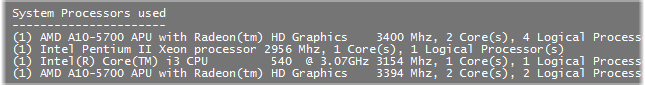 System Processors used
-----------------------
(1) AMD A10-5700 APU with Radeon(tm) HD Graphics    3400 Mhz, 2 Core(s), 4 Logical Process
(1) Intel Pentium II Xeon processor 2956 Mhz, 1 Core(s), 1 Logical Processor(s)
(1) Intel(R) Core(TM) i3 CPU         540  @ 3.07GHz 3154 Mhz, 1 Core(s), 1 Logical Process
(1) AMD A10-5700 APU with Radeon(tm) HD Graphics    3394 Mhz, 2 Core(s), 2 Logical Process